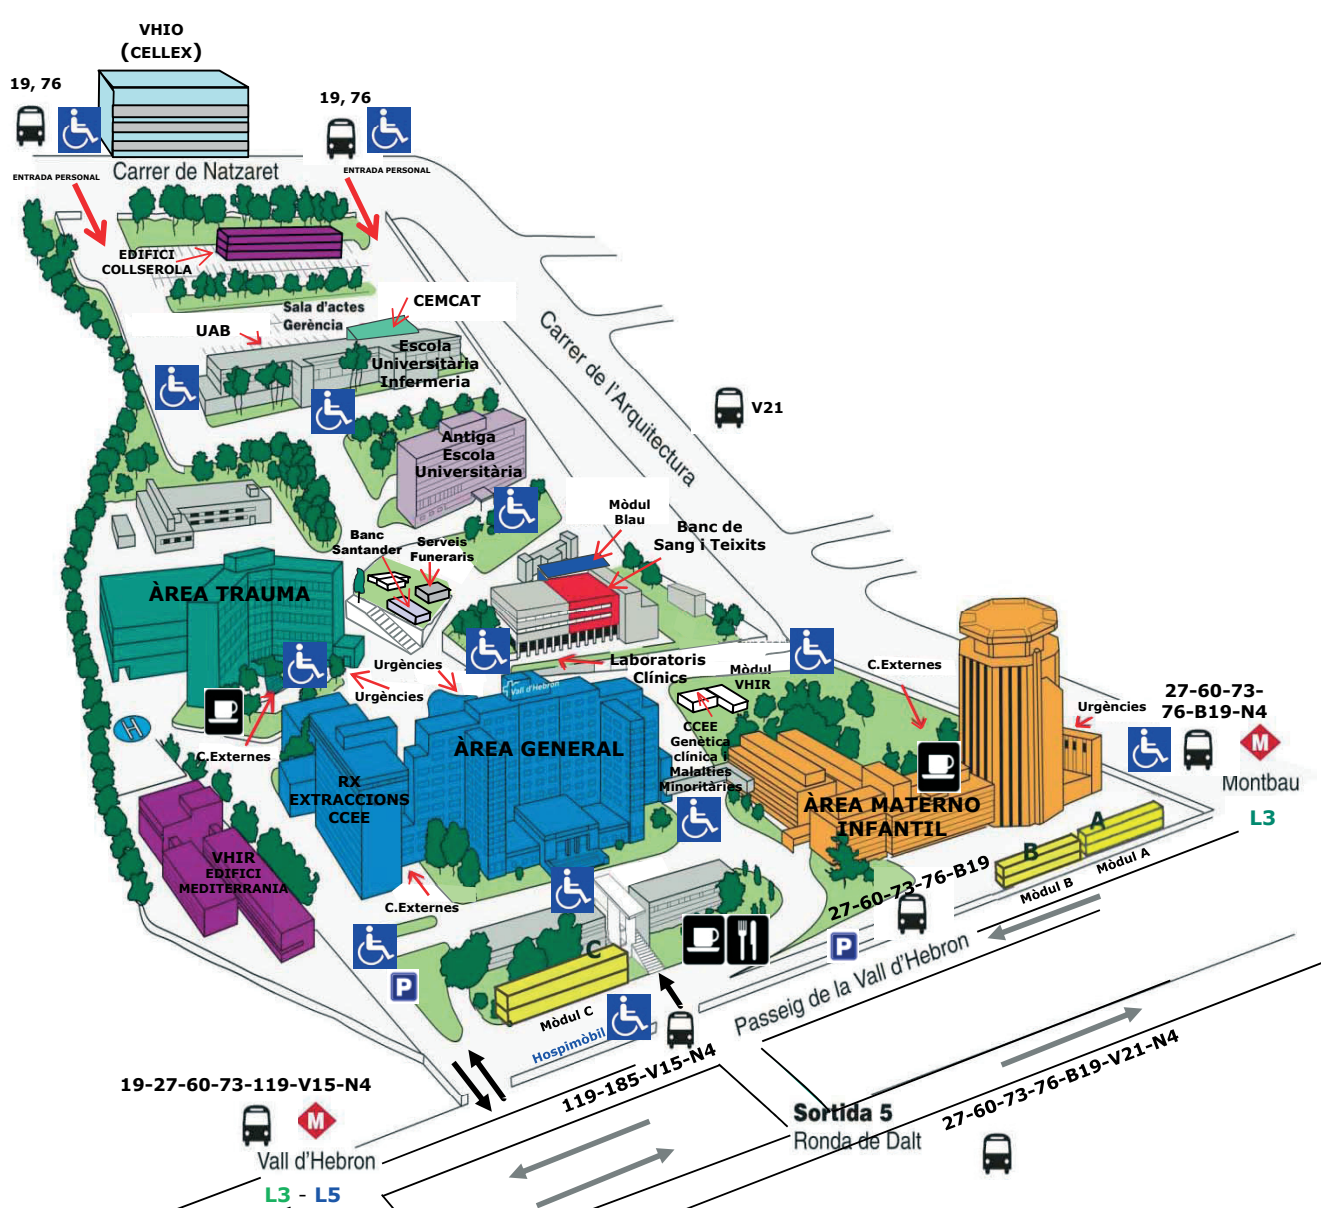 VHIO
(CELLEX)
19, 76
19, 76
ENTRADA PERSONAL
Carrer de Natzaret
ENTRADA PERSONAL
EDIFICI
COLLSEROLA
Sala d'actes
Gerència
CEMCAT
UAB
Escola
Universitària
Infermeria
Carrer de l'Arquitectura
V21
Antiga
Escola
Universitària
Mòdul
Blau
Banc de
Sang i Teixits
Banc
Santander
Serveis
Funeraris
ÀREA TRAUMA
Urgències
Urgències
Laboratoris
Clínics
Mòdul
VHIR
C.Externes
Vall d'Hebron
27-60-73-
76-B19-N4
Urgències
M
Montbau
L3
H
C.Externes
ÀREA GENERAL
CCEE
Genètica
clínica i
Malalties
Minoritàries
RX
EXTRACCIONS
CCEE
ÀREA MATERNO
INFANTIL
A
B
Mòdul A
Mòdul B
VHIR
EDIFICI
MEDITERRANIA
C.Externes
27-60-73-76-B19
P
P
C
Mòdul C
Hospimòbil
Passeig de la Vall d'Hebron
119-185-V15-N4
19-27-60-73-119-V15-N4
M
Vall d'Hebron
L3 - L5
Sortida 5
Ronda de Dalt
27-60-73-76-B19-V21-N4